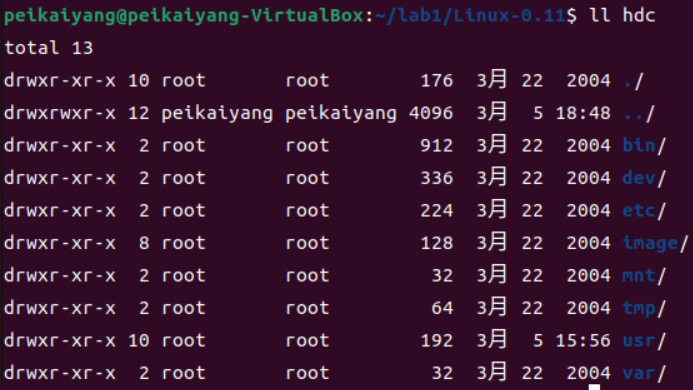 peikaiyang@peikaiyang-VirtualBox:~/lab1/Linux-0.11$ ll hdc
total 13
drwxr-xr-x 10 root       root        176  3月 22  2004 ./
drwxrwxr-x 12 peikaiyang peikaiyang 4096  3月  5 18:48 ../
drwxr-xr-x  2 root       root        912  3月 22  2004 bin/
drwxr-xr-x  2 root       root        336  3月 22  2004 dev/
drwxr-xr-x  2 root       root        224  3月 22  2004 etc/
drwxr-xr-x  8 root       root        128  3月 22  2004 image/
drwxr-xr-x  2 root       root         32  3月 22  2004 mnt/
drwxr-xr-x  2 root       root         64  3月 22  2004 tmp/
drwxr-xr-x 10 root       root        192  3月  5 15:56 usr/
drwxr-xr-x  2 root       root         32  3月 22  2004 var/